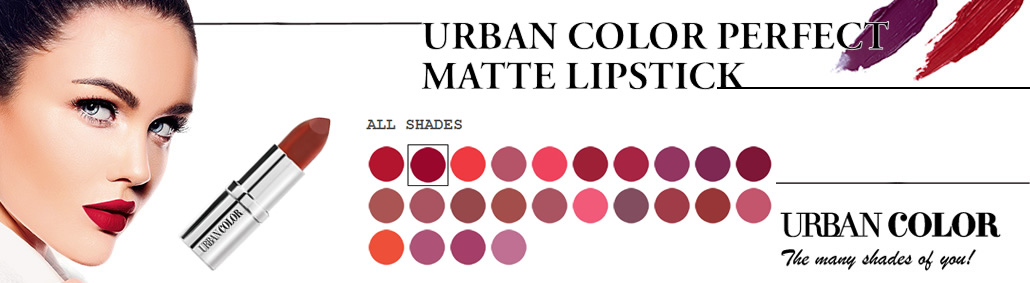 URBAN COLOR PERFECT
MATTE LIPSTICK
ALL SHADES
URBAN COLOR
URBAN COLOR
The many shades of you!